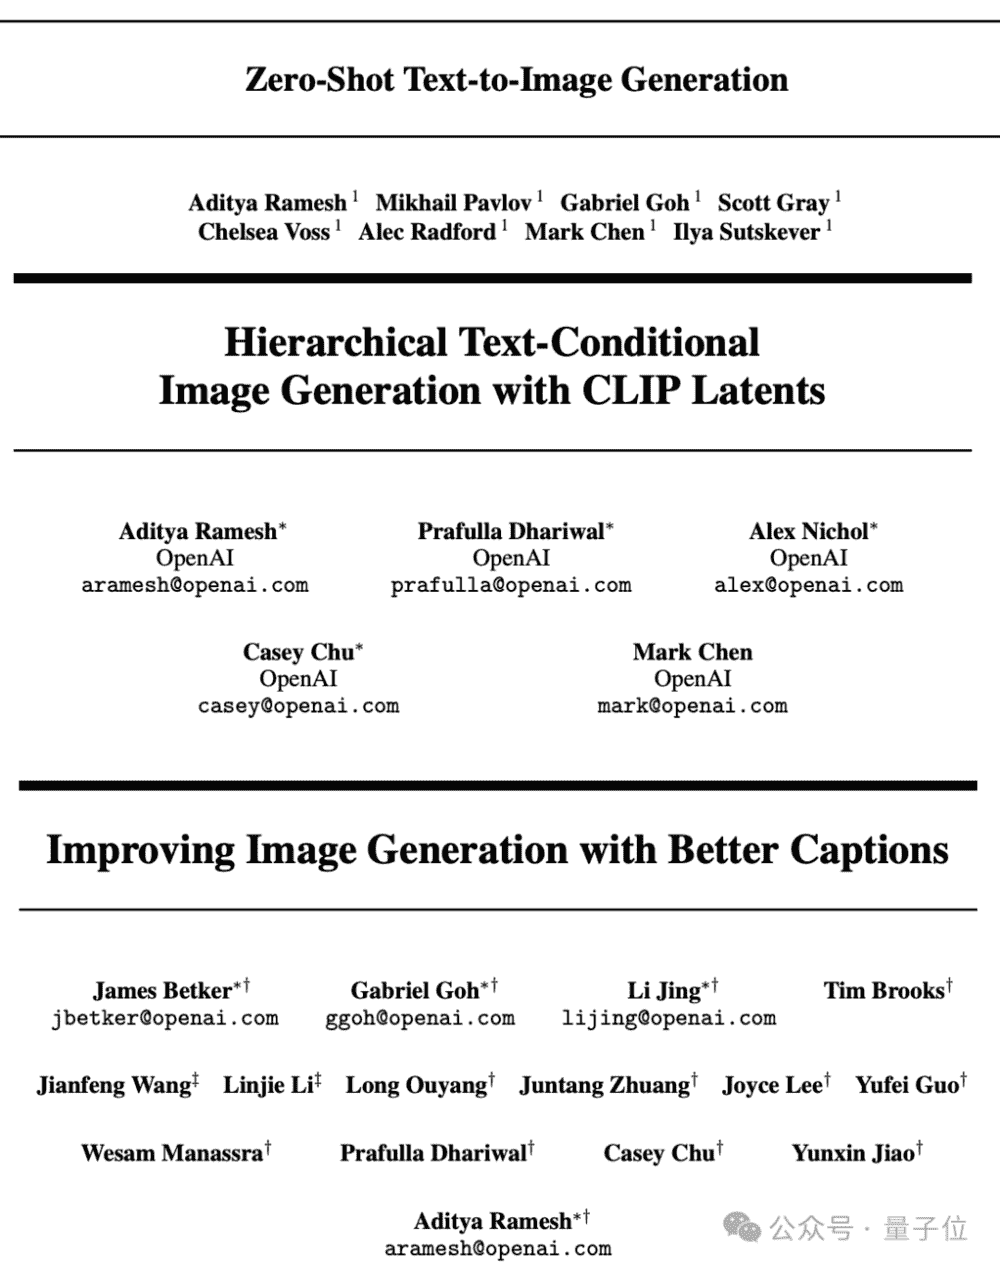 Zero-Shot Text-to-Image Generation
Aditya Ramesh 1 Mikhail Pavlov 1 Gabriel Goh 1 Scott Gray 1
Chelsea Voss 1 Alec Radford 1 Mark Chen 1 Ilya Sutskever 1
Hierarchical Text-Conditional
Image Generation with CLIP Latents
Aditya Ramesh* Prafulla Dhariwal* Alex Nichol*
OpenAI OpenAI OpenAI
aramesh@openai.com prafulla@openai.com alex@openai.com
Casey Chu* Mark Chen
OpenAI OpenAI
casey@openai.com mark@openai.com
Improving Image Generation with Better Captions
James Betker*† Gabriel Goh*† Li Jing*† Tim Brooks†
jbetker@openai.com ggoh@openai.com lijing@openai.com
Jianfeng Wang‡ Linjie Li‡ Long Ouyang† Juntang Zhuang† Joyce Lee† Yufei Guo†
Wesam Manassra† Prafulla Dhariwal† Casey Chu† Yunxin Jiao†
Aditya Ramesh*†
aramesh@openai.com
公众号 · 量子位